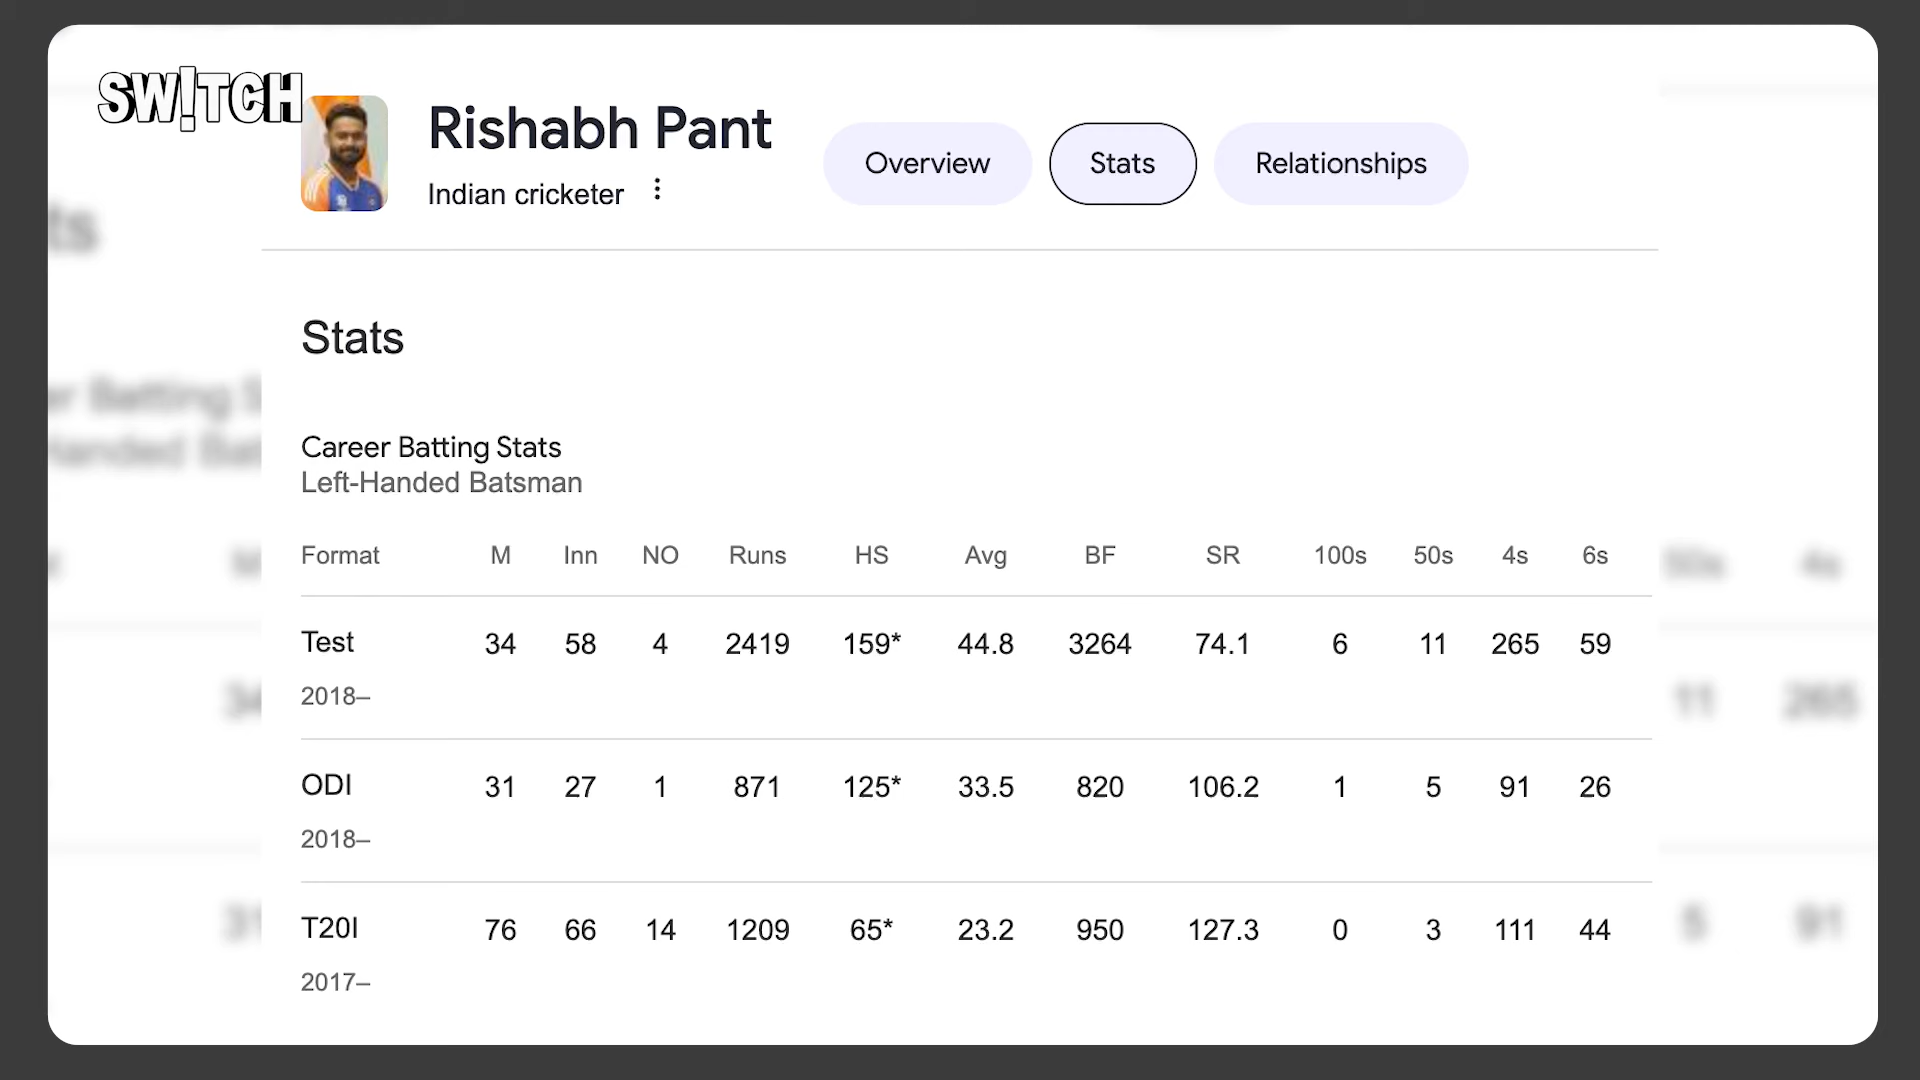 SW!TCH
Rishabh Pant
Indian cricketer
Overview
Stats
Relationships
Stats
Career Batting Stats
Left-Handed Batsman
Format M Inn NO Runs HS Avg BF SR 100s 50s 4s 6s
Test 34 58 4 2419 159* 44.8 3264 74.1 6 11 265 59
2018–
ODI 31 27 1 871 125* 33.5 820 106.2 1 5 91 26
2018–
T20I 76 66 14 1209 65* 23.2 950 127.3 0 3 111 44
2017–